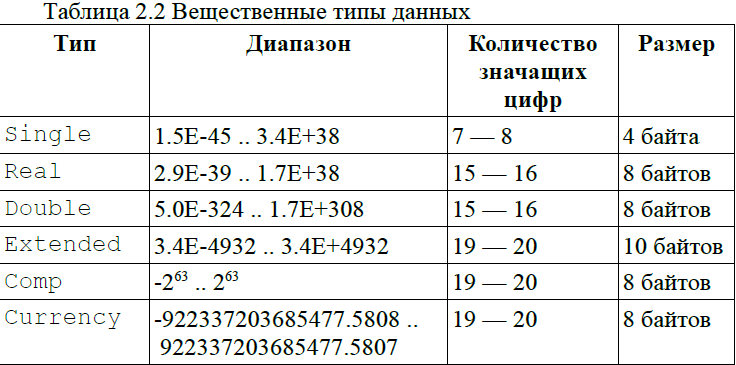 Таблица 2.2 Вещественные типы данных
Тип Диапазон Количество значащих цифр Размер
Single 1.5E-45 .. 3.4E+38 7 — 8 4 байта
Real 2.9E-39 .. 1.7E+38 15 — 16 8 байтов
Double 5.0E-324 .. 1.7E+308 15 — 16 8 байтов
Extended 3.4E-4932 .. 3.4E+4932 19 — 20 10 байтов
Comp -2⁶³ .. 2⁶³ 19 — 20 8 байтов
Currency -922337203685477.5808 .. 19 — 20 8 байтов
922337203685477.5807